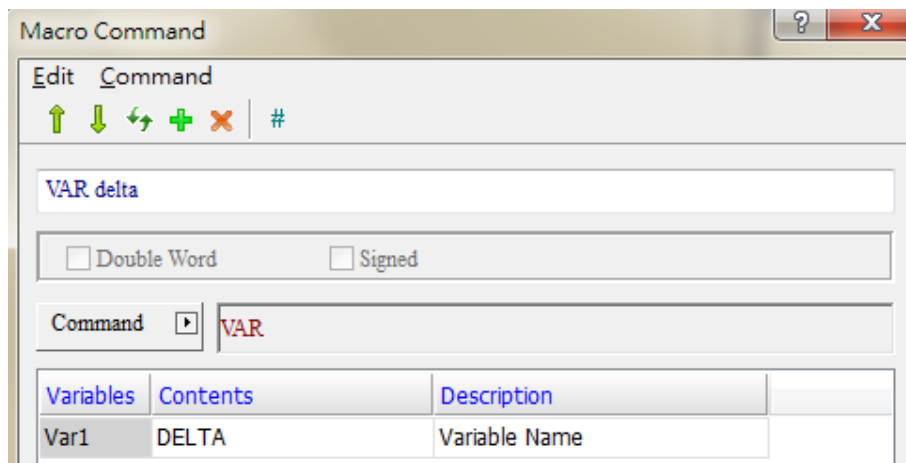 Macro Command
Edit Command
#
VAR delta
Double Word Signed
Command VAR
Variables Contents Description
Var1 DELTA Variable Name